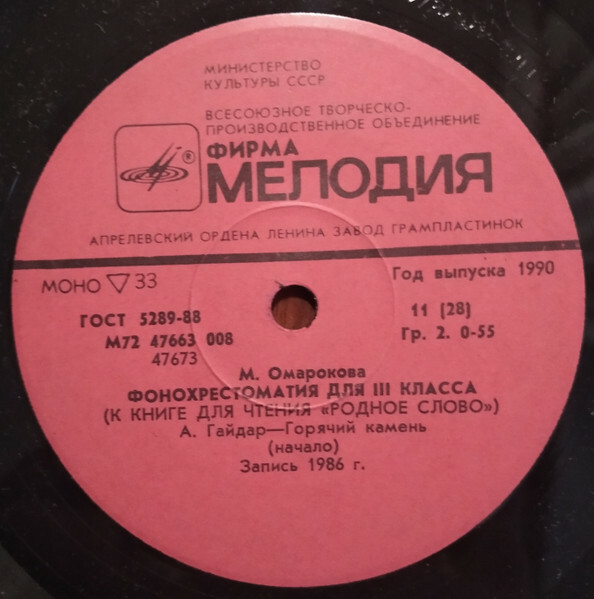 МИНИСТЕРСТВО
КУЛЬТУРЫ СССР
ВСЕСОЮЗНОЕ ТВОРЧЕСКО-
ПРОИЗВОДСТВЕННОЕ ОБЪЕДИНЕНИЕ
®
ФИРМА
МЕЛОДИЯ
АПРЕЛЕВСКИЙ ОРДЕНА ЛЕНИНА ЗАВОД ГРАМПЛАСТИНОК
МОНО ▽ 33
Год выпуска 1990
ГОСТ 5289-88
11 (28)
М72 47663 008
Гр. 2. 0-55
47673
М. Омарокова
ФОНОХРЕСТОМАТИЯ ДЛЯ III КЛАССА
(К КНИГЕ ДЛЯ ЧТЕНИЯ «РОДНОЕ СЛОВО»)
А. Гайдар—Горячий камень
(начало)
Запись 1986 г.